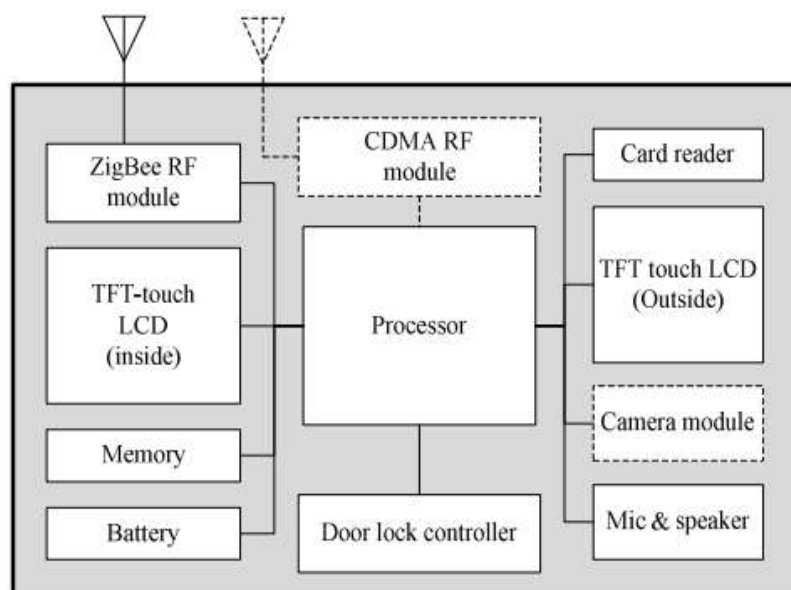 ZigBee RF
module
TFT-touch
LCD
(inside)
Memory
Battery
CDMA RF
module
Processor
Door lock controller
Card reader
TFT touch LCD
(Outside)
Camera module
Mic & speaker